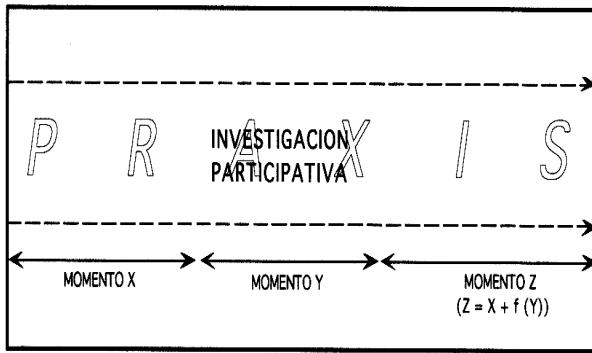 P R A X I S
INVESTIGACION
PARTICIPATIVA
MOMENTO X MOMENTO Y MOMENTO Z
(Z = X + f (Y))